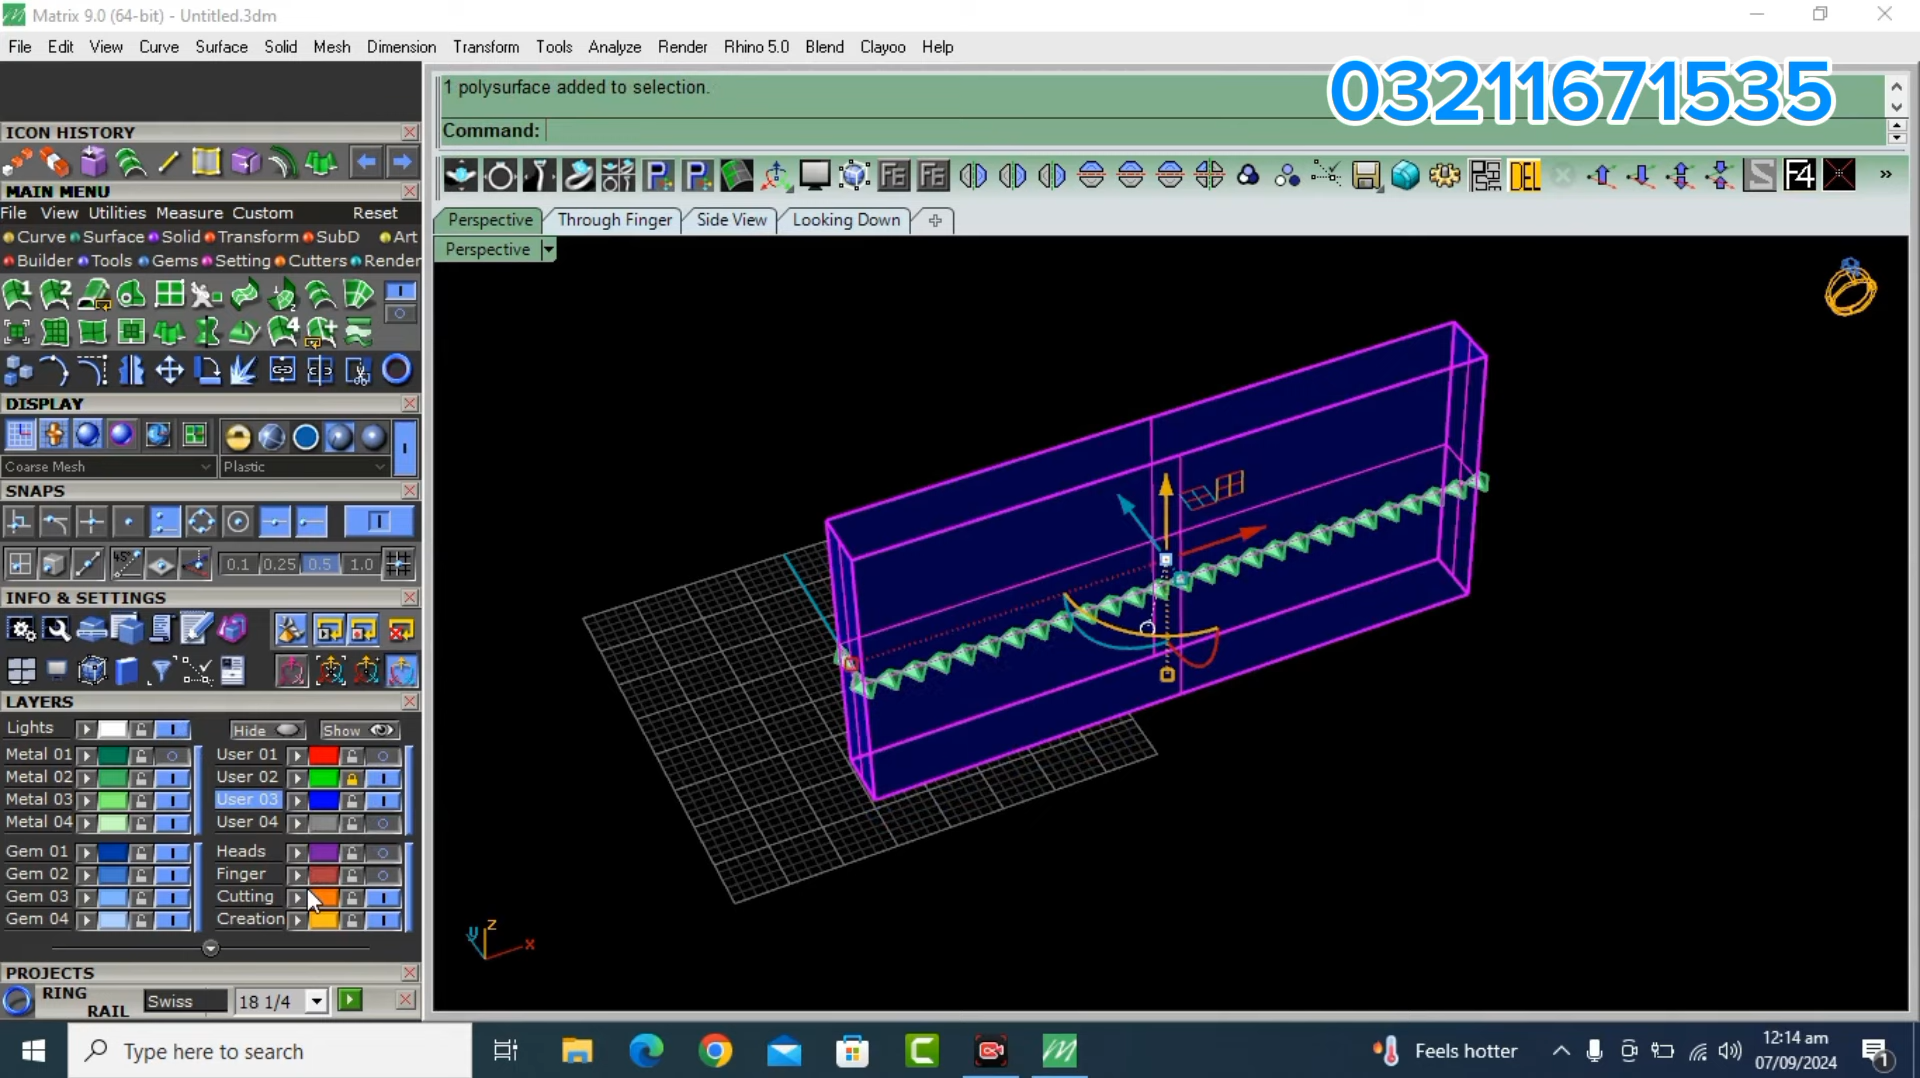 Matrix 9.0 (64-bit) - Untitled.3dm
File Edit View Curve Surface Solid Mesh Dimension Transform Tools Analyze Render Rhino 5.0 Blend Clayoo Help
1 polysurface added to selection.
03211671535
Command:
ICON HISTORY
MAIN MENU
File View Utilities Measure Custom Reset
Curve Surface Solid Transform SubD Art
Builder Tools Gems Setting Cutters Render
DEL
F4
Perspective Through Finger Side View Looking Down
Perspective
DISPLAY
Coarse Mesh Plastic
SNAPS
45°
0.1 0.25 0.5 1.0
INFO & SETTINGS
LAYERS
Lights Hide Show
Metal 01 User 01
Metal 02 User 02
Metal 03 User 03
Metal 04 User 04
Gem 01 Heads
Gem 02 Finger
Gem 03 Cutting
Gem 04 Creation
z
y
x
PROJECTS
RING RAIL Swiss 18 1/4
Type here to search
Feels hotter
12:14 am
07/09/2024
1